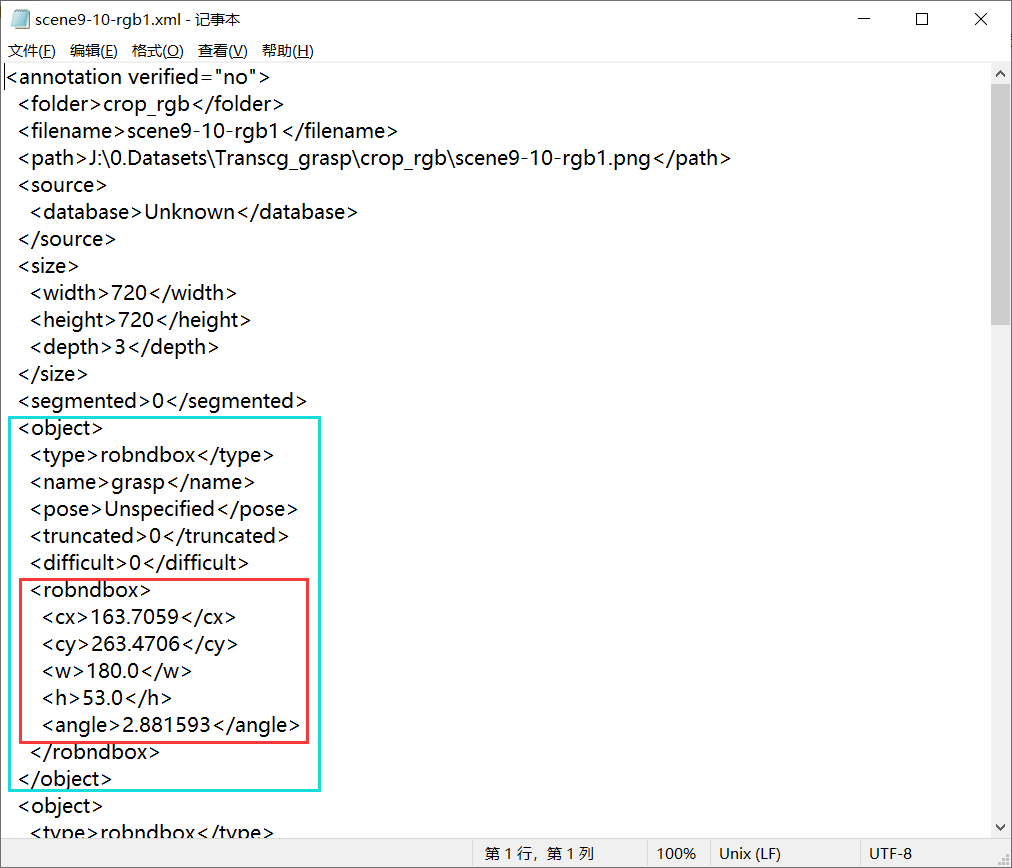 scene9-10-rgb1.xml - 记事本
文件(F) 编辑(E) 格式(O) 查看(V) 帮助(H)
<annotation verified="no">
<folder>crop_rgb</folder>
<filename>scene9-10-rgb1</filename>
<path>J:\0.Datasets\Transcg_grasp\crop_rgb\scene9-10-rgb1.png</path>
<source>
<database>Unknown</database>
</source>
<size>
<width>720</width>
<height>720</height>
<depth>3</depth>
</size>
<segmented>0</segmented>
<object>
<type>robndbox</type>
<name>grasp</name>
<pose>Unspecified</pose>
<truncated>0</truncated>
<difficult>0</difficult>
<robndbox>
<cx>163.7059</cx>
<cy>263.4706</cy>
<w>180.0</w>
<h>53.0</h>
<angle>2.881593</angle>
</robndbox>
</object>
<object>
<type>robndbox</type>
第 1 行，第 1 列 100% Unix (LF) UTF-8